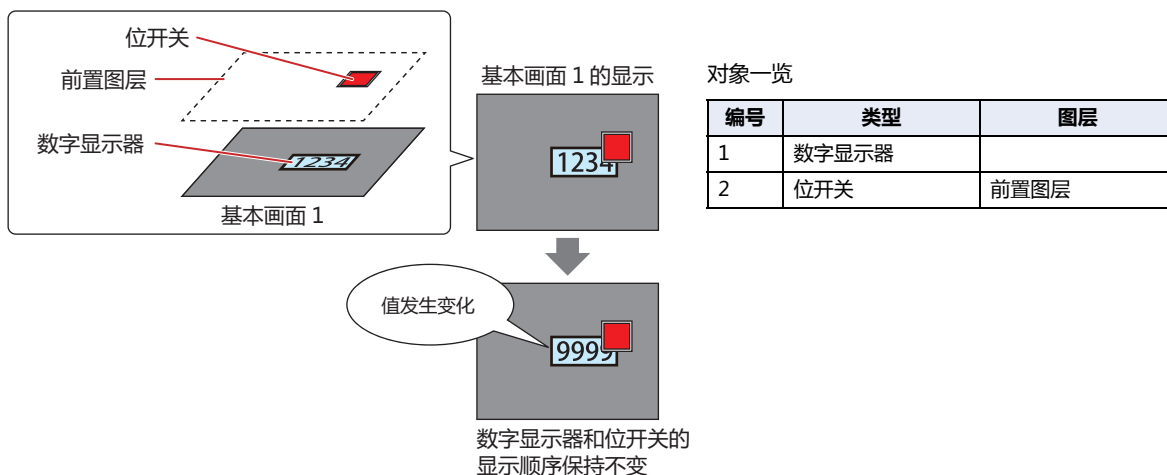 位开关
前置图层
数字显示器
1234
基本画面 1
基本画面 1 的显示
1234
值发生变化
9999
数字显示器和位开关的
显示顺序保持不变
对象一览
编号 类型 图层
1 数字显示器
2 位开关 前置图层